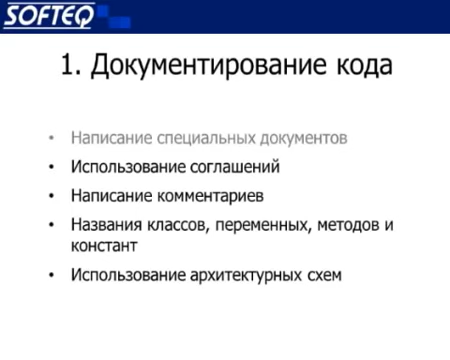 SOFTEQ
1. Документирование кода
• Написание специальных документов
• Использование соглашений
• Написание комментариев
• Названия классов, переменных, методов и
констант
• Использование архитектурных схем